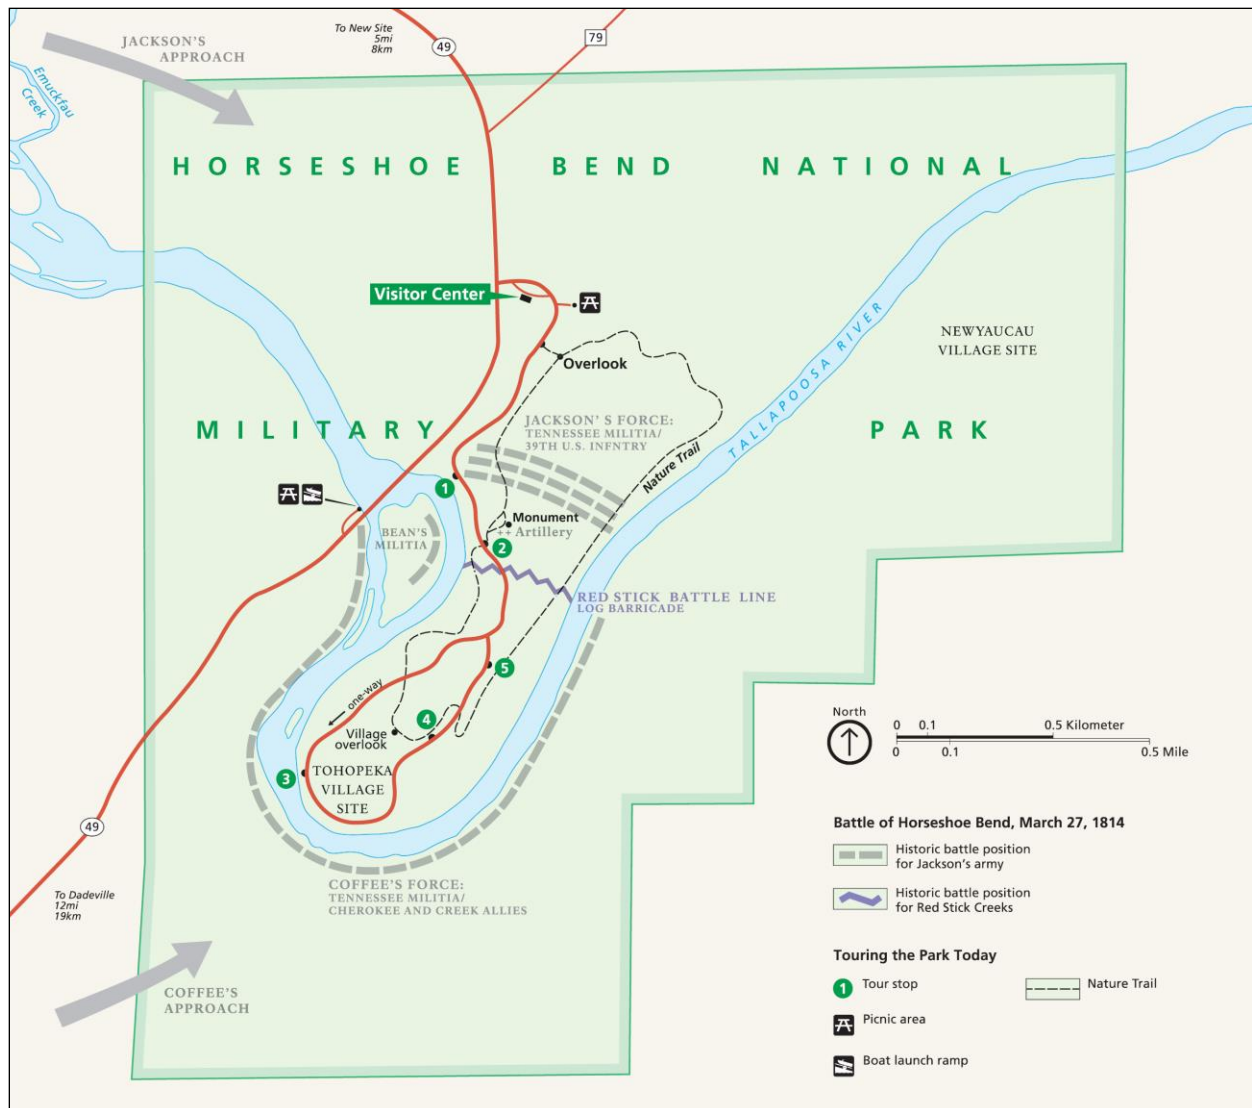 JACKSON'S
APPROACH
To New Site
5mi
8km
49
79
Emuckfau
Creek
HORSESHOE BEND NATIONAL
Visitor Center
Overlook
NEWYAUCAU
VILLAGE SITE
TALLAPOOSA RIVER
MILITARY PARK
JACKSON' S FORCE:
TENNESSEE MILITIA/
39TH U.S. INFNTRY
Nature Trail
1
Monument
++ Artillery
BEAN'S
MILITIA
2
RED STICK BATTLE LINE
LOG BARRICADE
5
one-way
4
Village
overlook
3
TOHOPEKA
VILLAGE
SITE
North
0 0.1 0.5 Kilometer
0 0.1 0.5 Mile
49
Battle of Horseshoe Bend, March 27, 1814
Historic battle position
for Jackson's army
Historic battle position
for Red Stick Creeks
COFFEE'S FORCE:
TENNESSEE MILITIA/
CHEROKEE AND CREEK ALLIES
To Dadeville
12mi
19km
COFFEE'S
APPROACH
Touring the Park Today
1 Tour stop
Nature Trail
Picnic area
Boat launch ramp